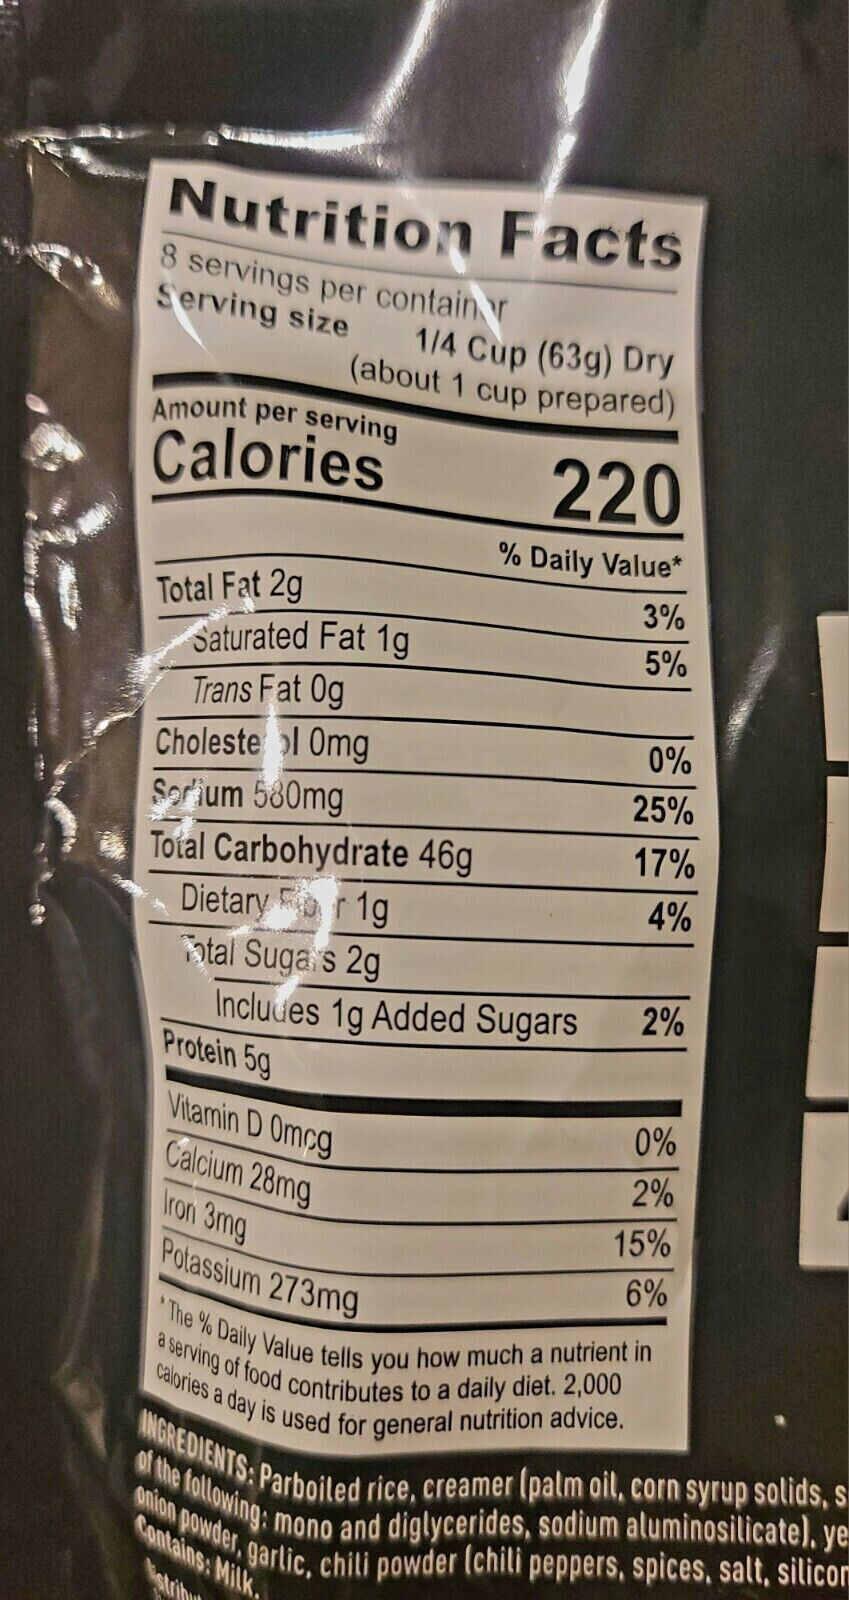 Nutrition Facts
8 servings per container
Serving size 1/4 Cup (63g) Dry
(about 1 cup prepared)
Amount per serving
Calories 220
% Daily Value*
Total Fat 2g 3%
Saturated Fat 1g 5%
Trans Fat 0g
Cholesterol 0mg 0%
Sodium 580mg 25%
Total Carbohydrate 46g 17%
Dietary Fiber 1g 4%
Total Sugars 2g
Includes 1g Added Sugars 2%
Protein 5g
Vitamin D 0mcg 0%
Calcium 28mg 2%
Iron 3mg 15%
Potassium 273mg 6%
* The % Daily Value tells you how much a nutrient in
a serving of food contributes to a daily diet. 2,000
calories a day is used for general nutrition advice.
INGREDIENTS: Parboiled rice, creamer (palm oil, corn syrup solids, s
of the following: mono and diglycerides, sodium aluminosilicate), ye
onion powder, garlic, chili powder (chili peppers, spices, salt, silicon
Contains: Milk.